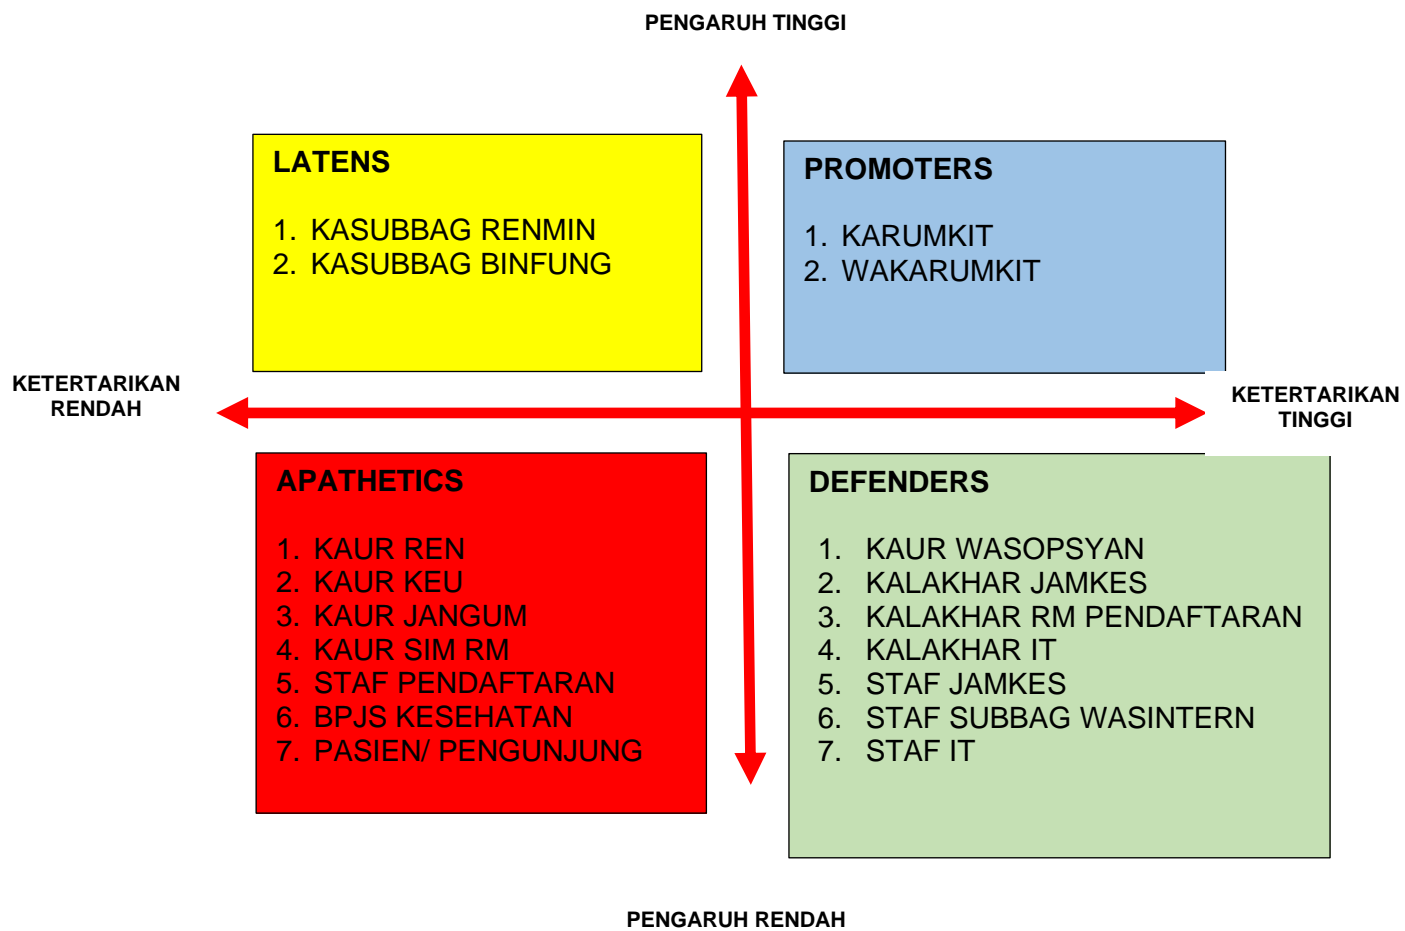 PENGARUH TINGGI
LATENS
1. KASUBBAG RENMIN
2. KASUBBAG BINFUNG
PROMOTERS
1. KARUMKIT
2. WAKARUMKIT
KETERTARIKAN
RENDAH
KETERTARIKAN
TINGGI
APATHETICS
1. KAUR REN
2. KAUR KEU
3. KAUR JANGUM
4. KAUR SIM RM
5. STAF PENDAFTARAN
6. BPJS KESEHATAN
7. PASIEN/ PENGUNJUNG
DEFENDERS
1. KAUR WASOPSYAN
2. KALAKHAR JAMKES
3. KALAKHAR RM PENDAFTARAN
4. KALAKHAR IT
5. STAF JAMKES
6. STAF SUBBAG WASINTERN
7. STAF IT
PENGARUH RENDAH